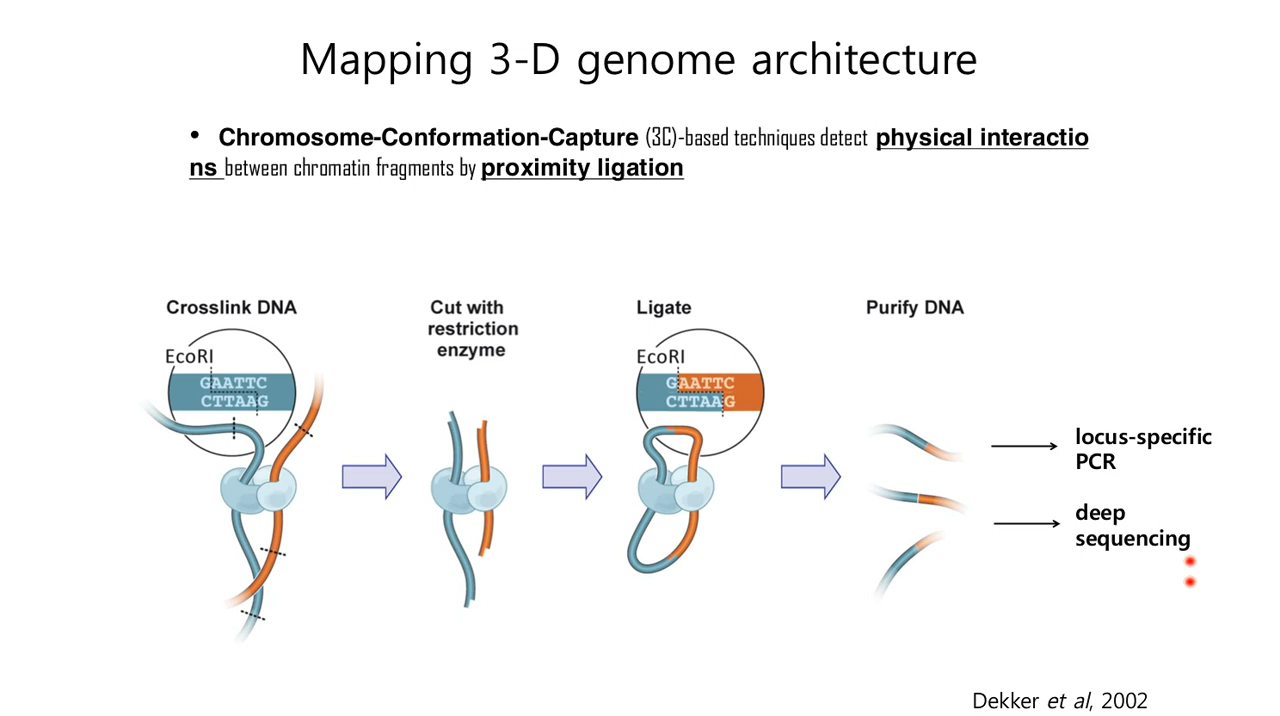 Mapping 3-D genome architecture
• Chromosome-Conformation-Capture (3C)-based techniques detect physical interactio
ns between chromatin fragments by proximity ligation
Crosslink DNA
EcoRI
GAATTC
CTTAAG
Cut with
restriction
enzyme
Ligate
EcoRI
GAATTC
CTTAAG
Purify DNA
locus-specific
PCR
deep
sequencing
Dekker et al, 2002